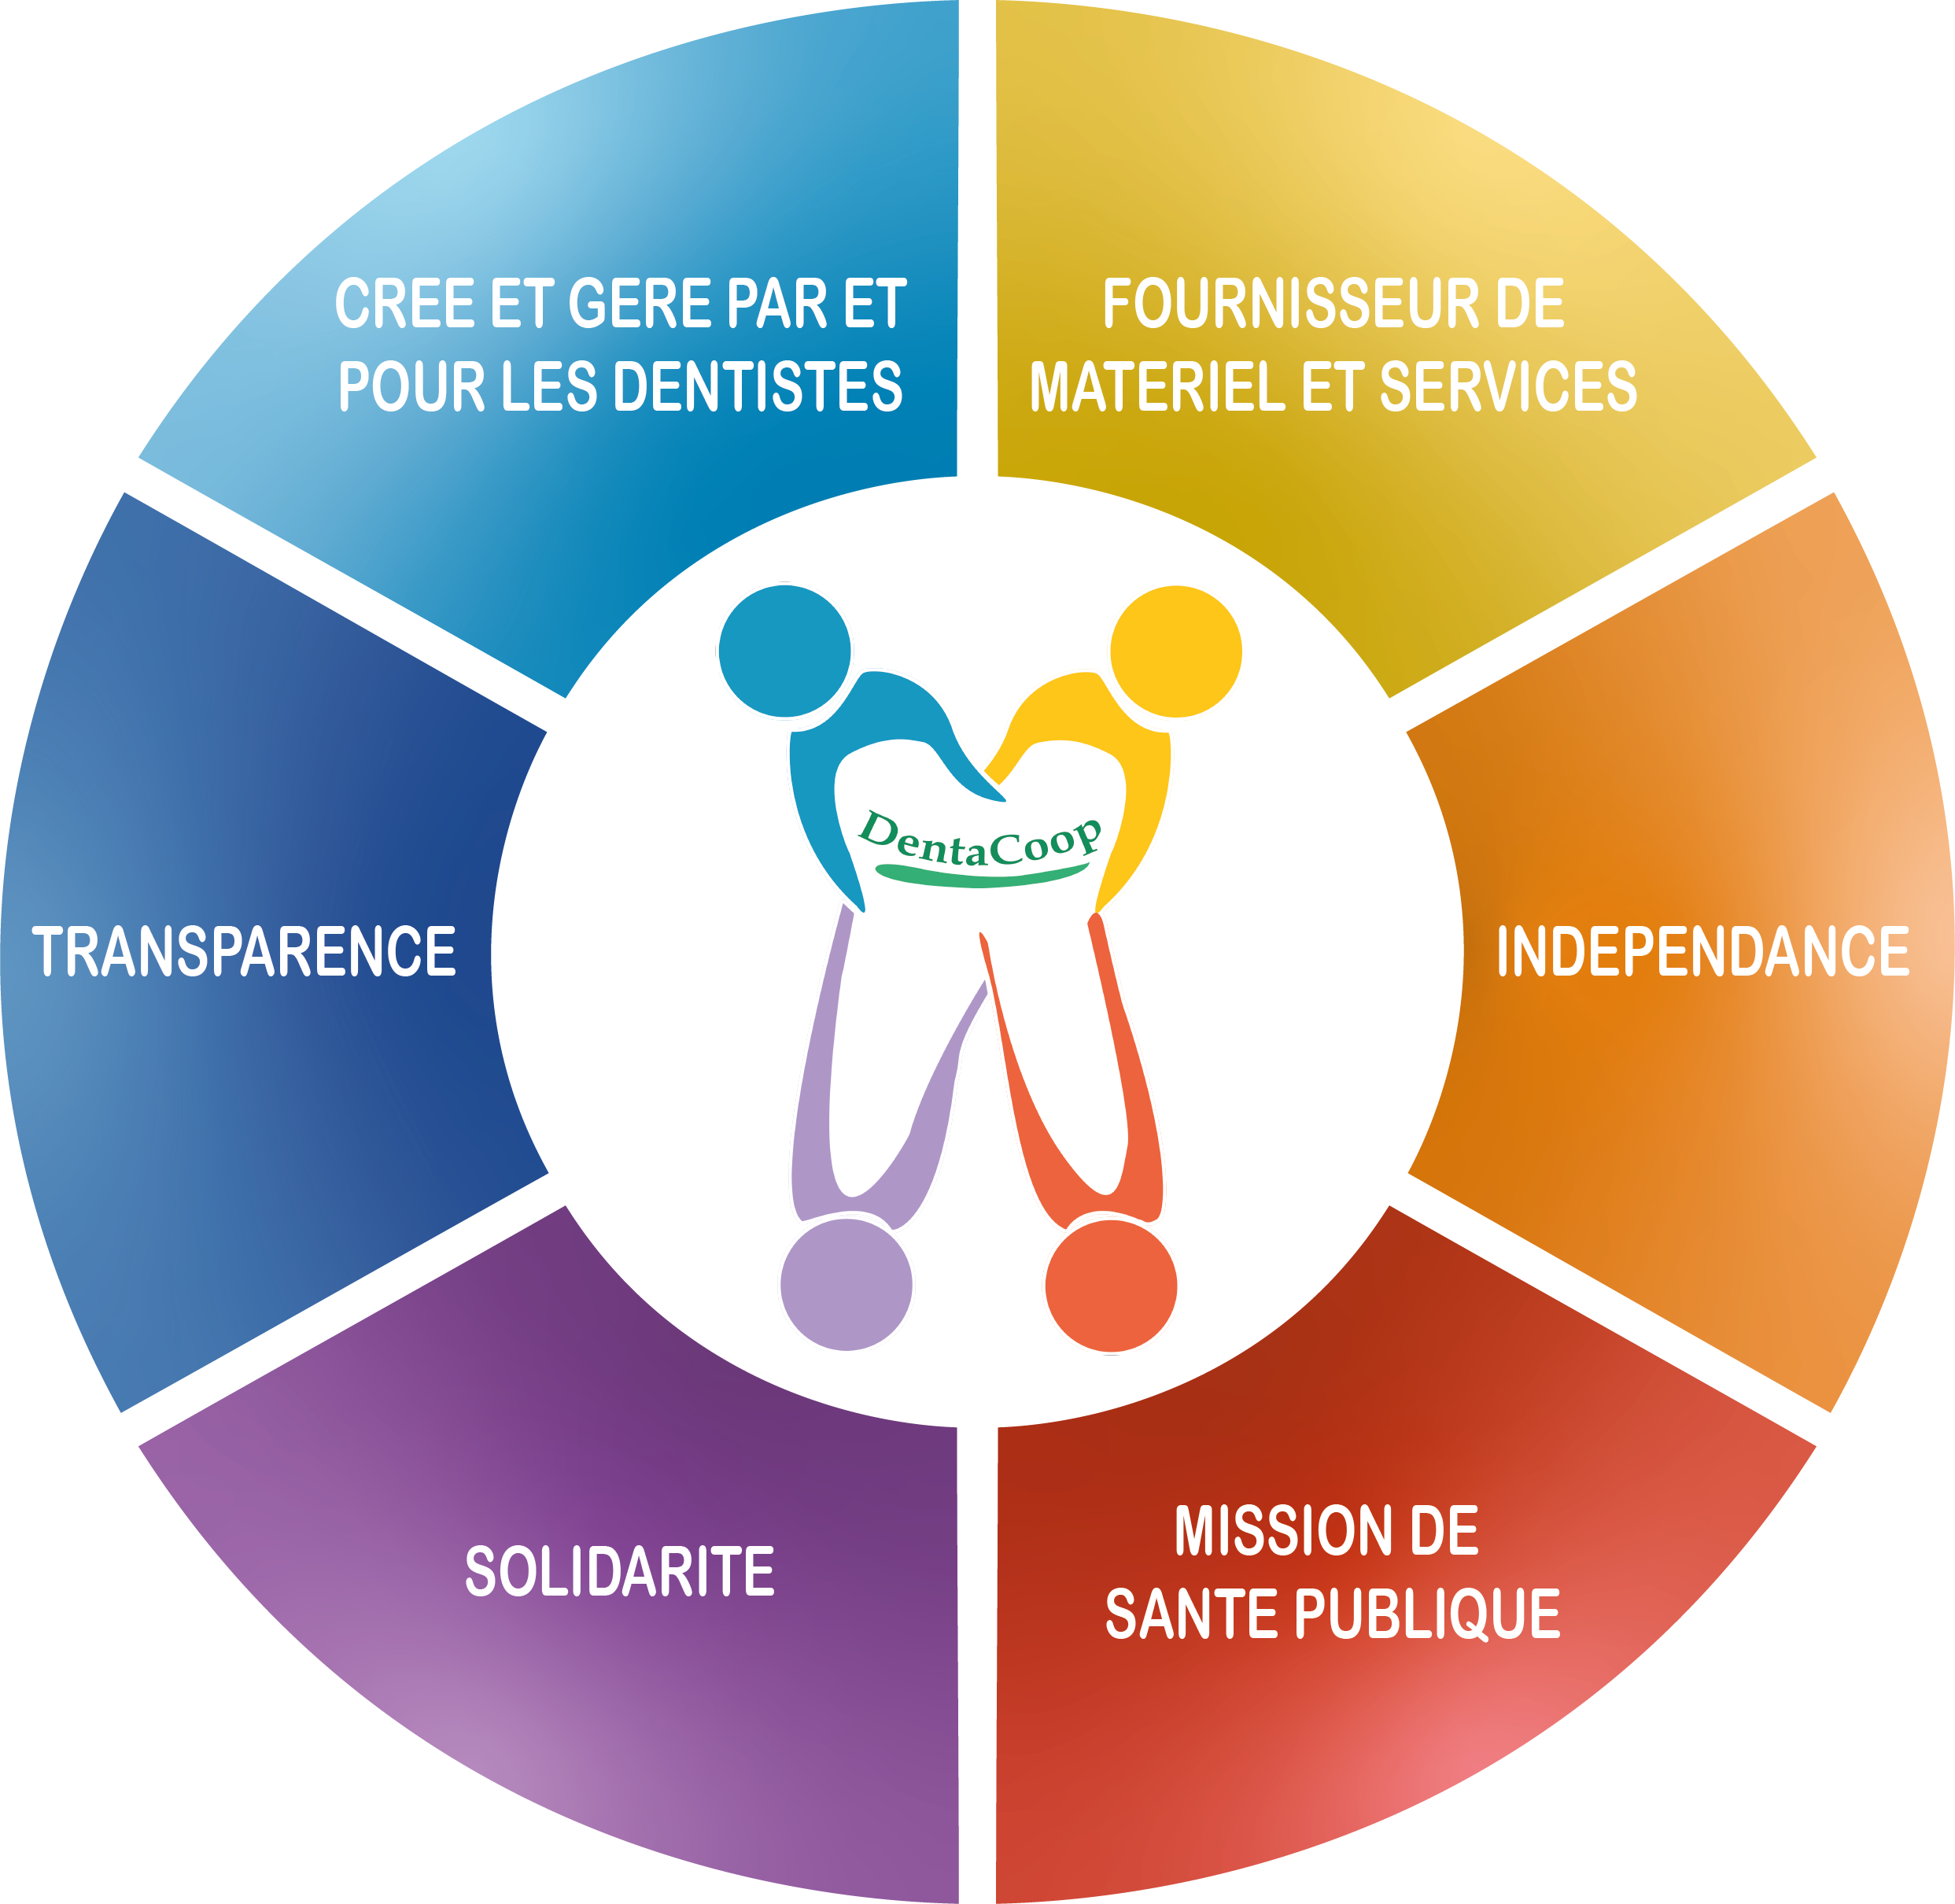 CREE ET GERE PAR ET
POUR LES DENTISTES
FOURNISSEUR DE
MATERIEL ET SERVICES
TRANSPARENCE
DentaCoop
INDEPENDANCE
SOLIDARITE
MISSION DE
SANTE PUBLIQUE